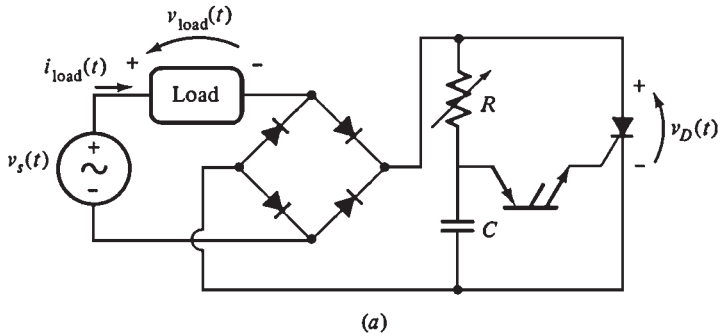 v_load(t)
i_load(t) + -
Load
+
R
v_D(t)
v_s(t) +
-
-
C
(a)